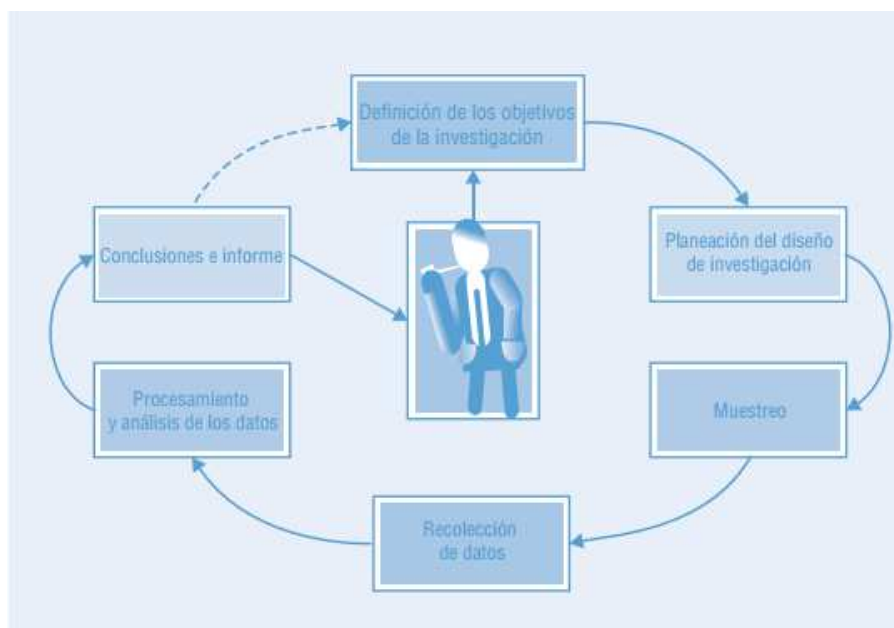 Definición de los objetivos
de la investigación
Planeación del diseño
de investigación
Muestreo
Recolección
de datos
Procesamiento
y análisis de los datos
Conclusiones e informe